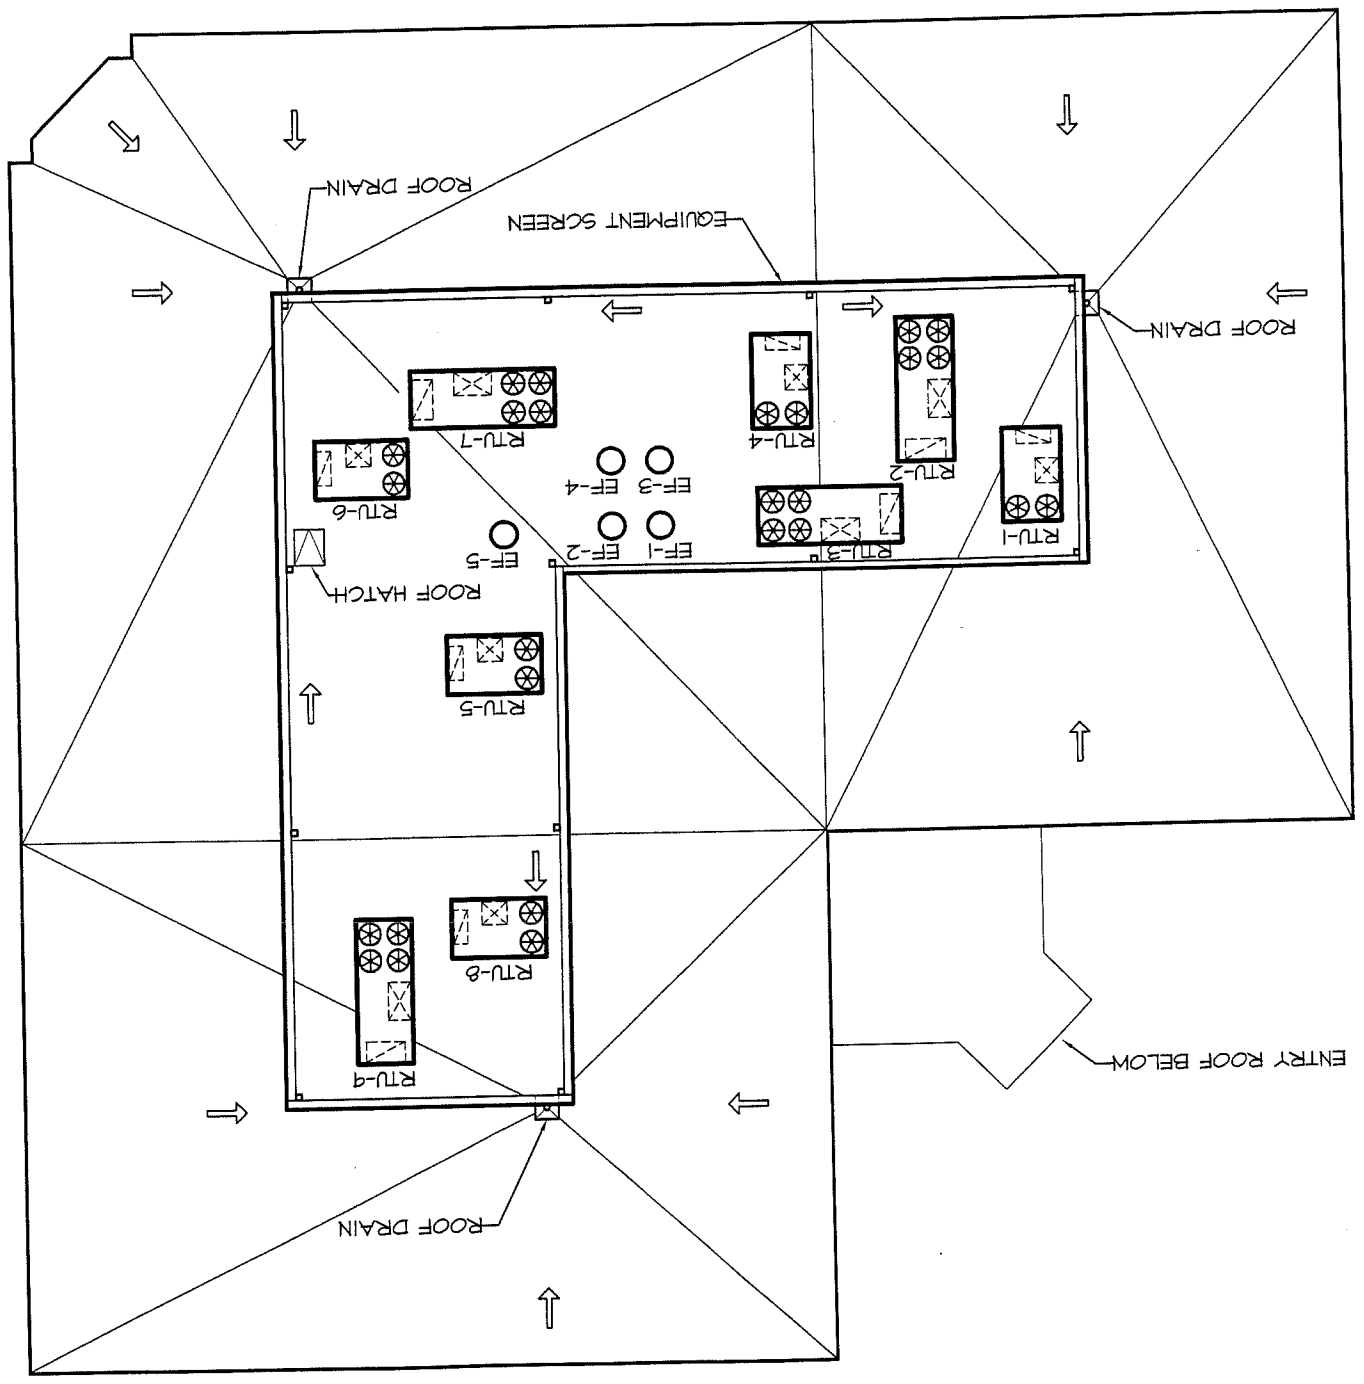 ROOF DRAIN
ENTRY ROOF BELOW
RTU-9
RTU-8
RTU-5
ROOF HATCH
RTU-1
RTU-3
EF-1
EF-2
EF-5
RTU-6
EF-3
EF-4
RTU-2
RTU-4
RTU-7
ROOF DRAIN
EQUIPMENT SCREEN
ROOF DRAIN